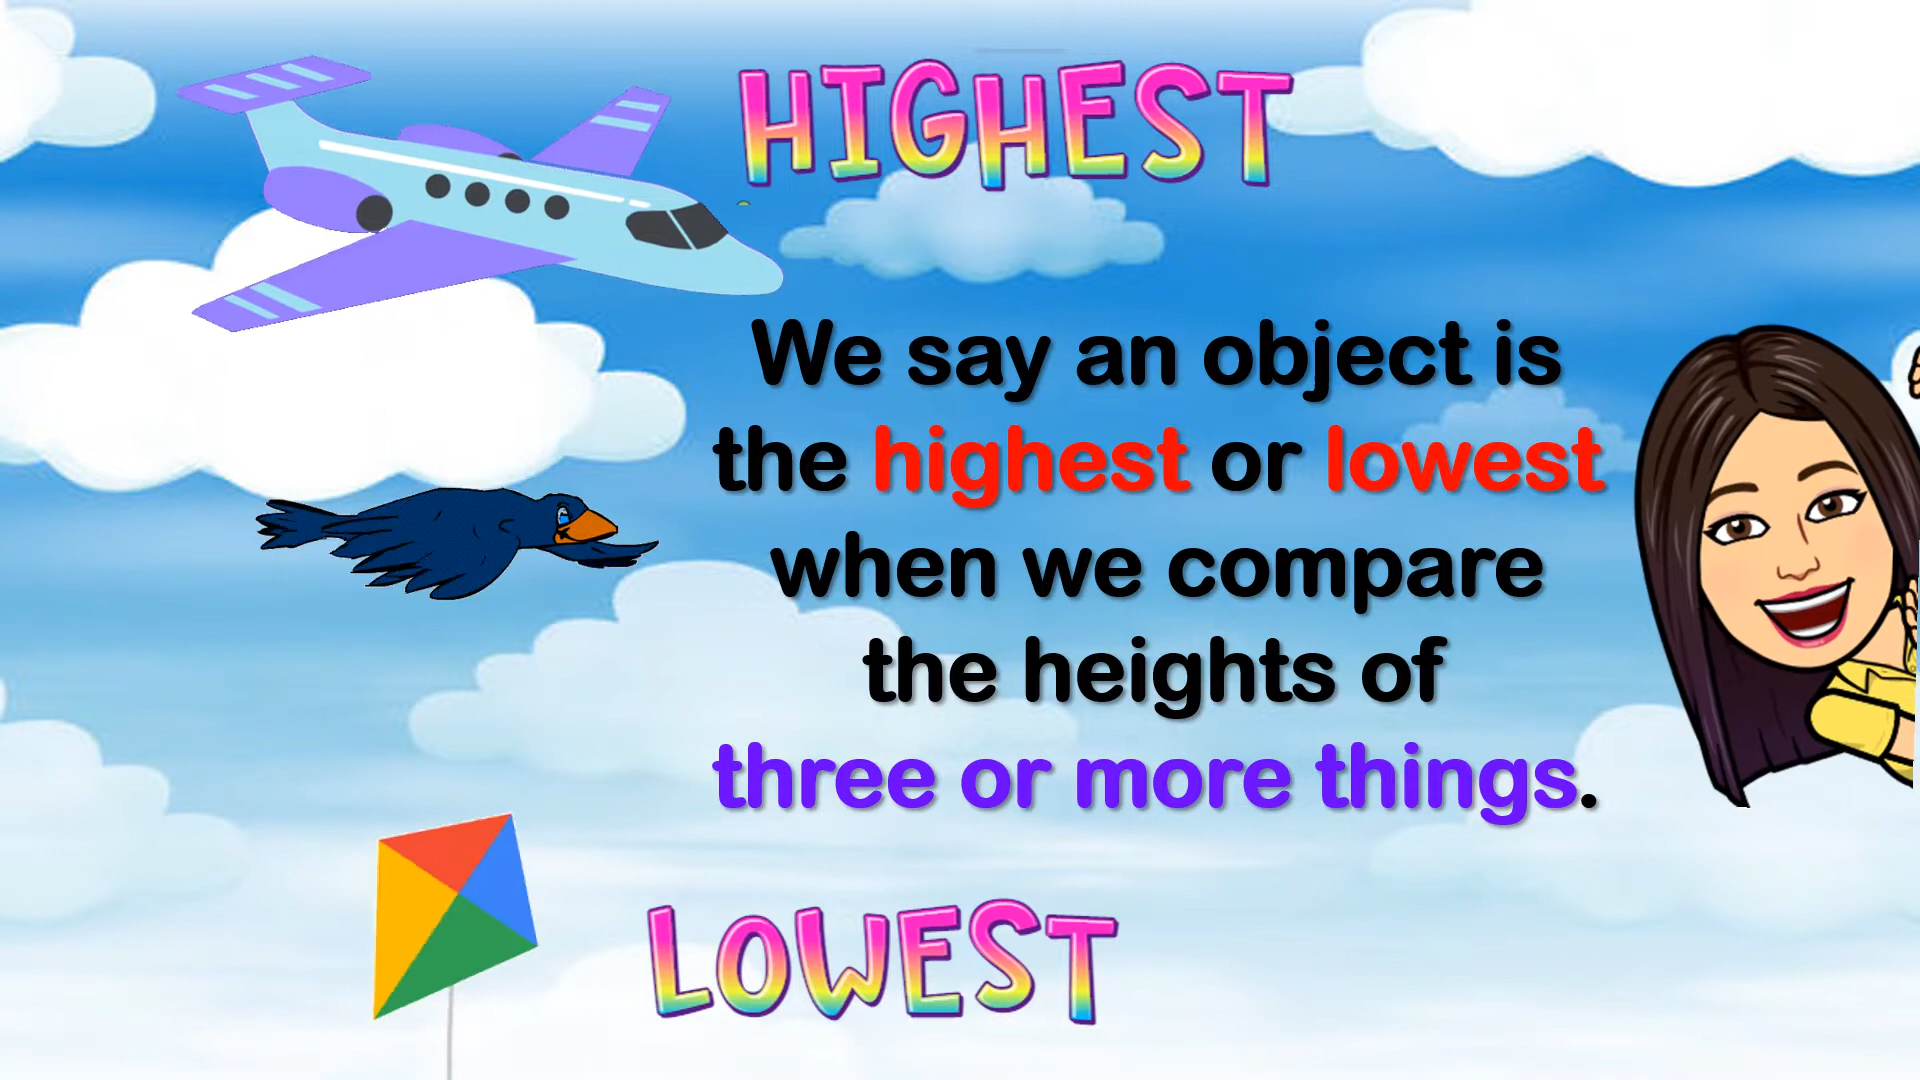 HIGHEST
We say an object is
the highest or lowest
when we compare
the heights of
three or more things.
LOWEST